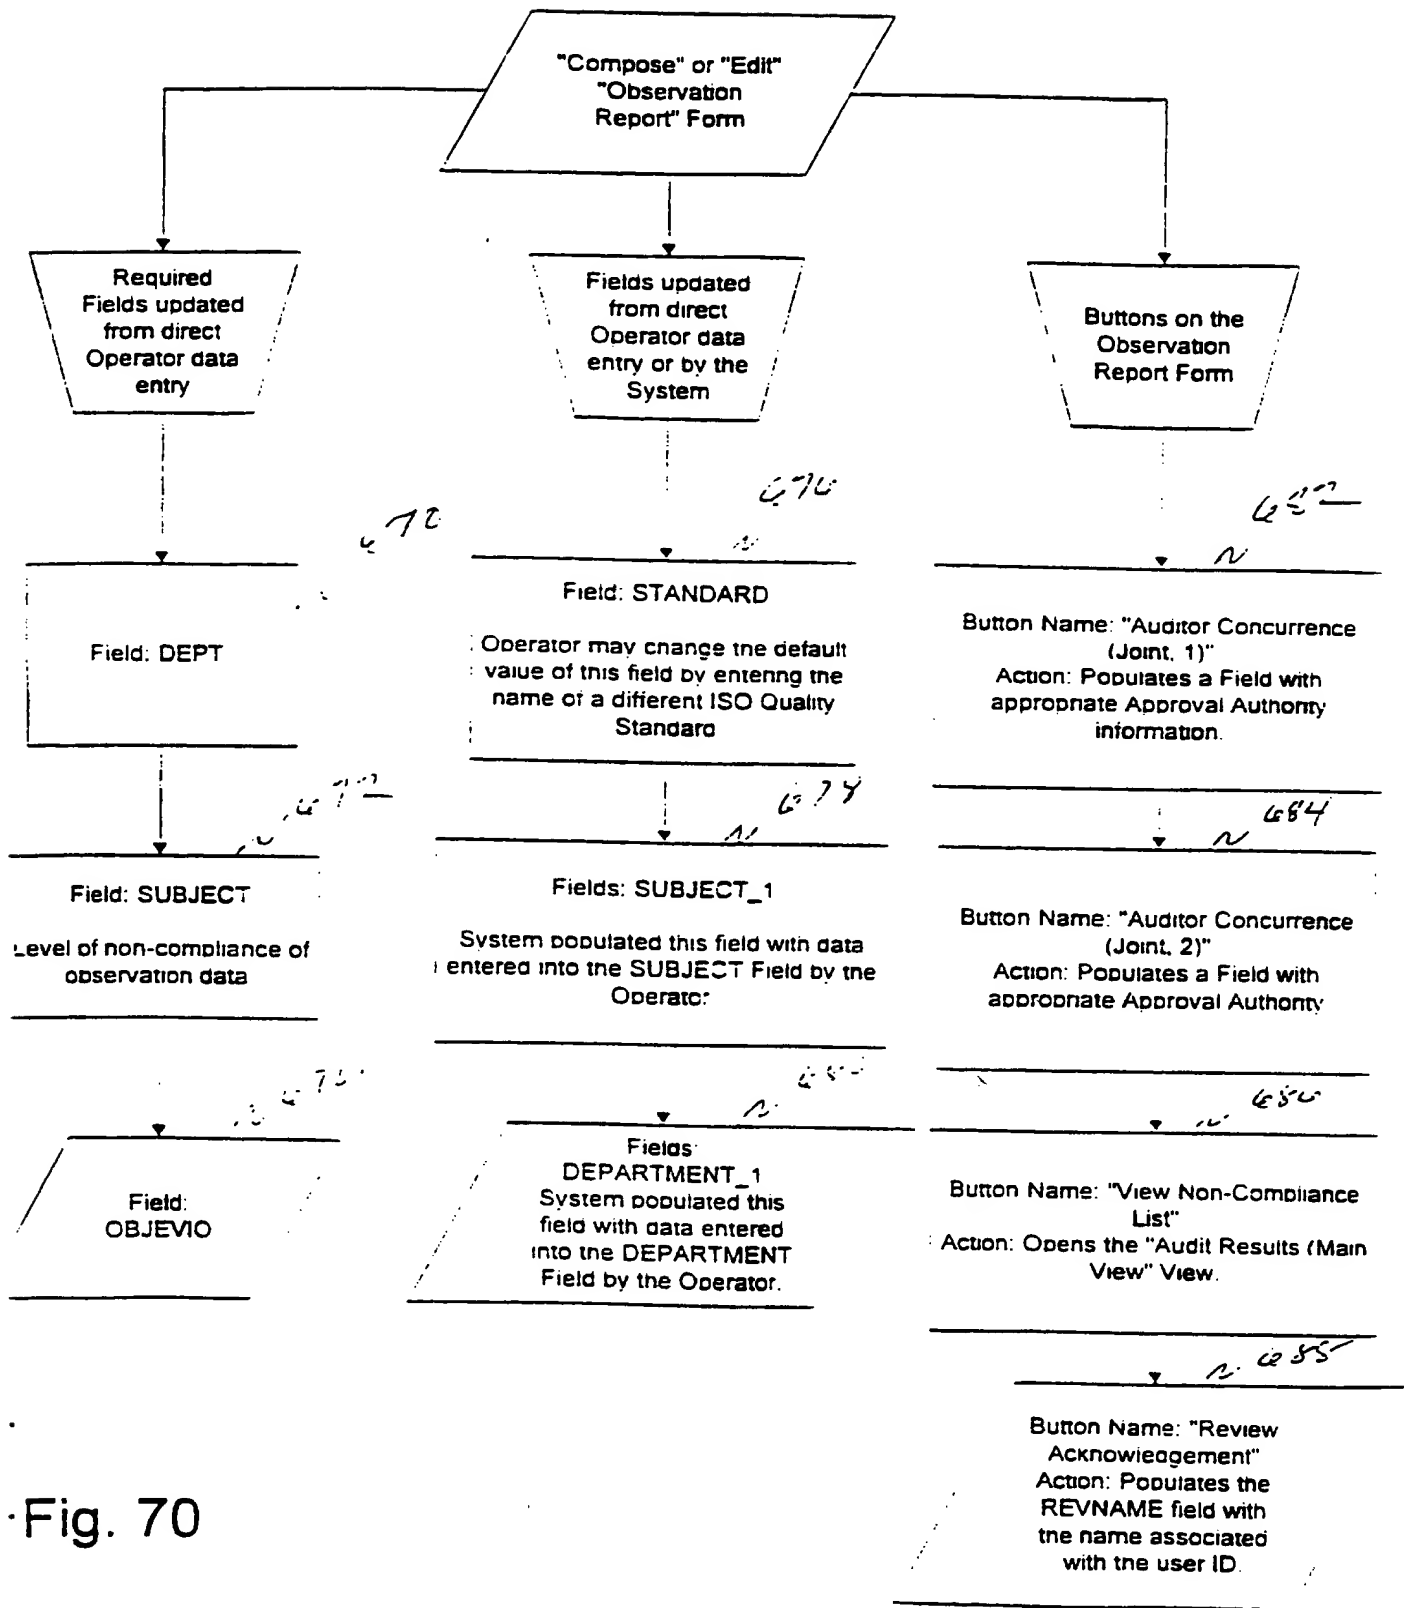 "Compose" or "Edit"
"Observation
Report" Form
Required
Fields updated
from direct
Operator data
entry
Fields updated
from direct
Operator data
entry or by the
System
Buttons on the
Observation
Report Form
670
Field: DEPT
672
Field: SUBJECT
Level of non-compliance of
observation data
Field:
OBJEVIO
Field: STANDARD
Operator may change the default
value of this field by entering the
name of a different ISO Quality
Standard
678
Fields: SUBJECT_1
System populated this field with data
entered into the SUBJECT Field by the
Operator.
Fields:
DEPARTMENT_1
System populated this
field with data entered
into the DEPARTMENT
Field by the Operator.
682
Button Name: "Auditor Concurrence
(Joint, 1)"
Action: Populates a Field with
appropriate Approval Authority
information.
684
Button Name: "Auditor Concurrence
(Joint, 2)"
Action: Populates a Field with
appropriate Approval Authority
686
Button Name: "View Non-Compliance
List"
Action: Opens the "Audit Results (Main
View" View.
Button Name: "Review
Acknowledgement"
Action: Populates the
REVNAME field with
the name associated
with the user ID.
Fig. 70